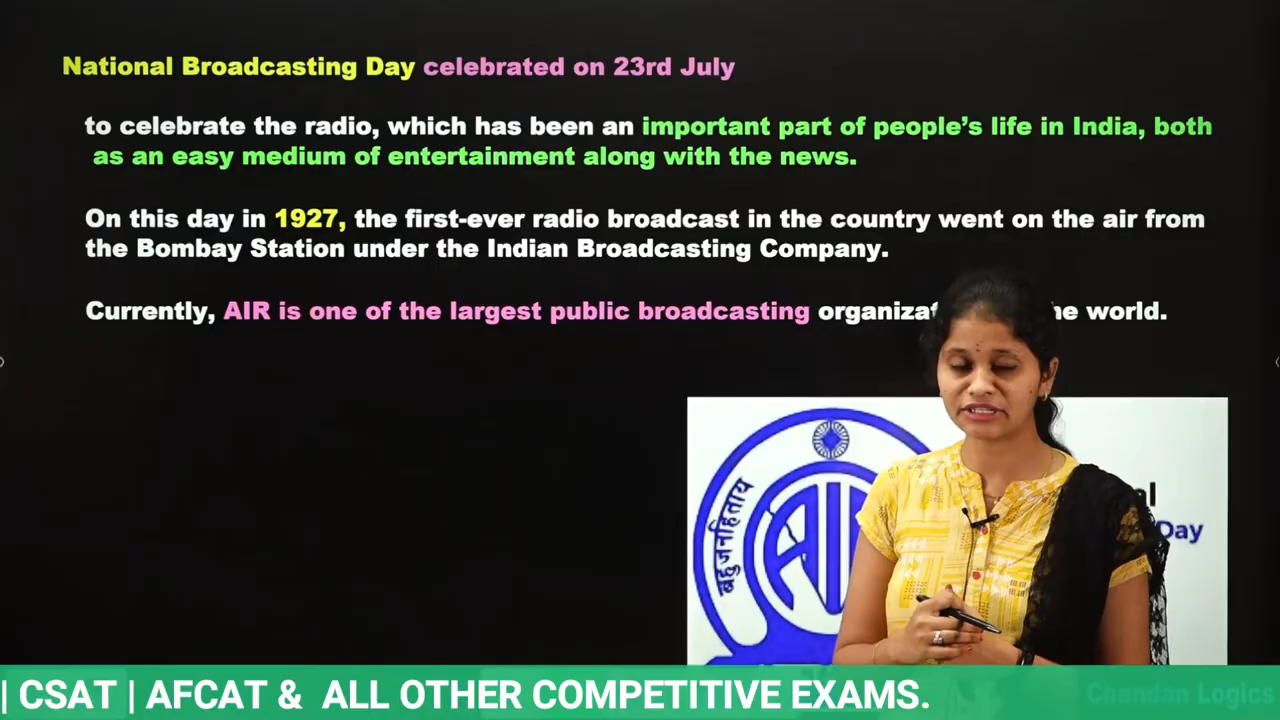 National Broadcasting Day celebrated on 23rd July
to celebrate the radio, which has been an important part of people's life in India, both
as an easy medium of entertainment along with the news.
On this day in 1927, the first-ever radio broadcast in the country went on the air from
the Bombay Station under the Indian Broadcasting Company.
Currently, AIR is one of the largest public broadcasting world.
बहुजनहिताय
AIR
Day
| CSAT | AFCAT & ALL OTHER COMPETITIVE EXAMS.
Chandan Logics